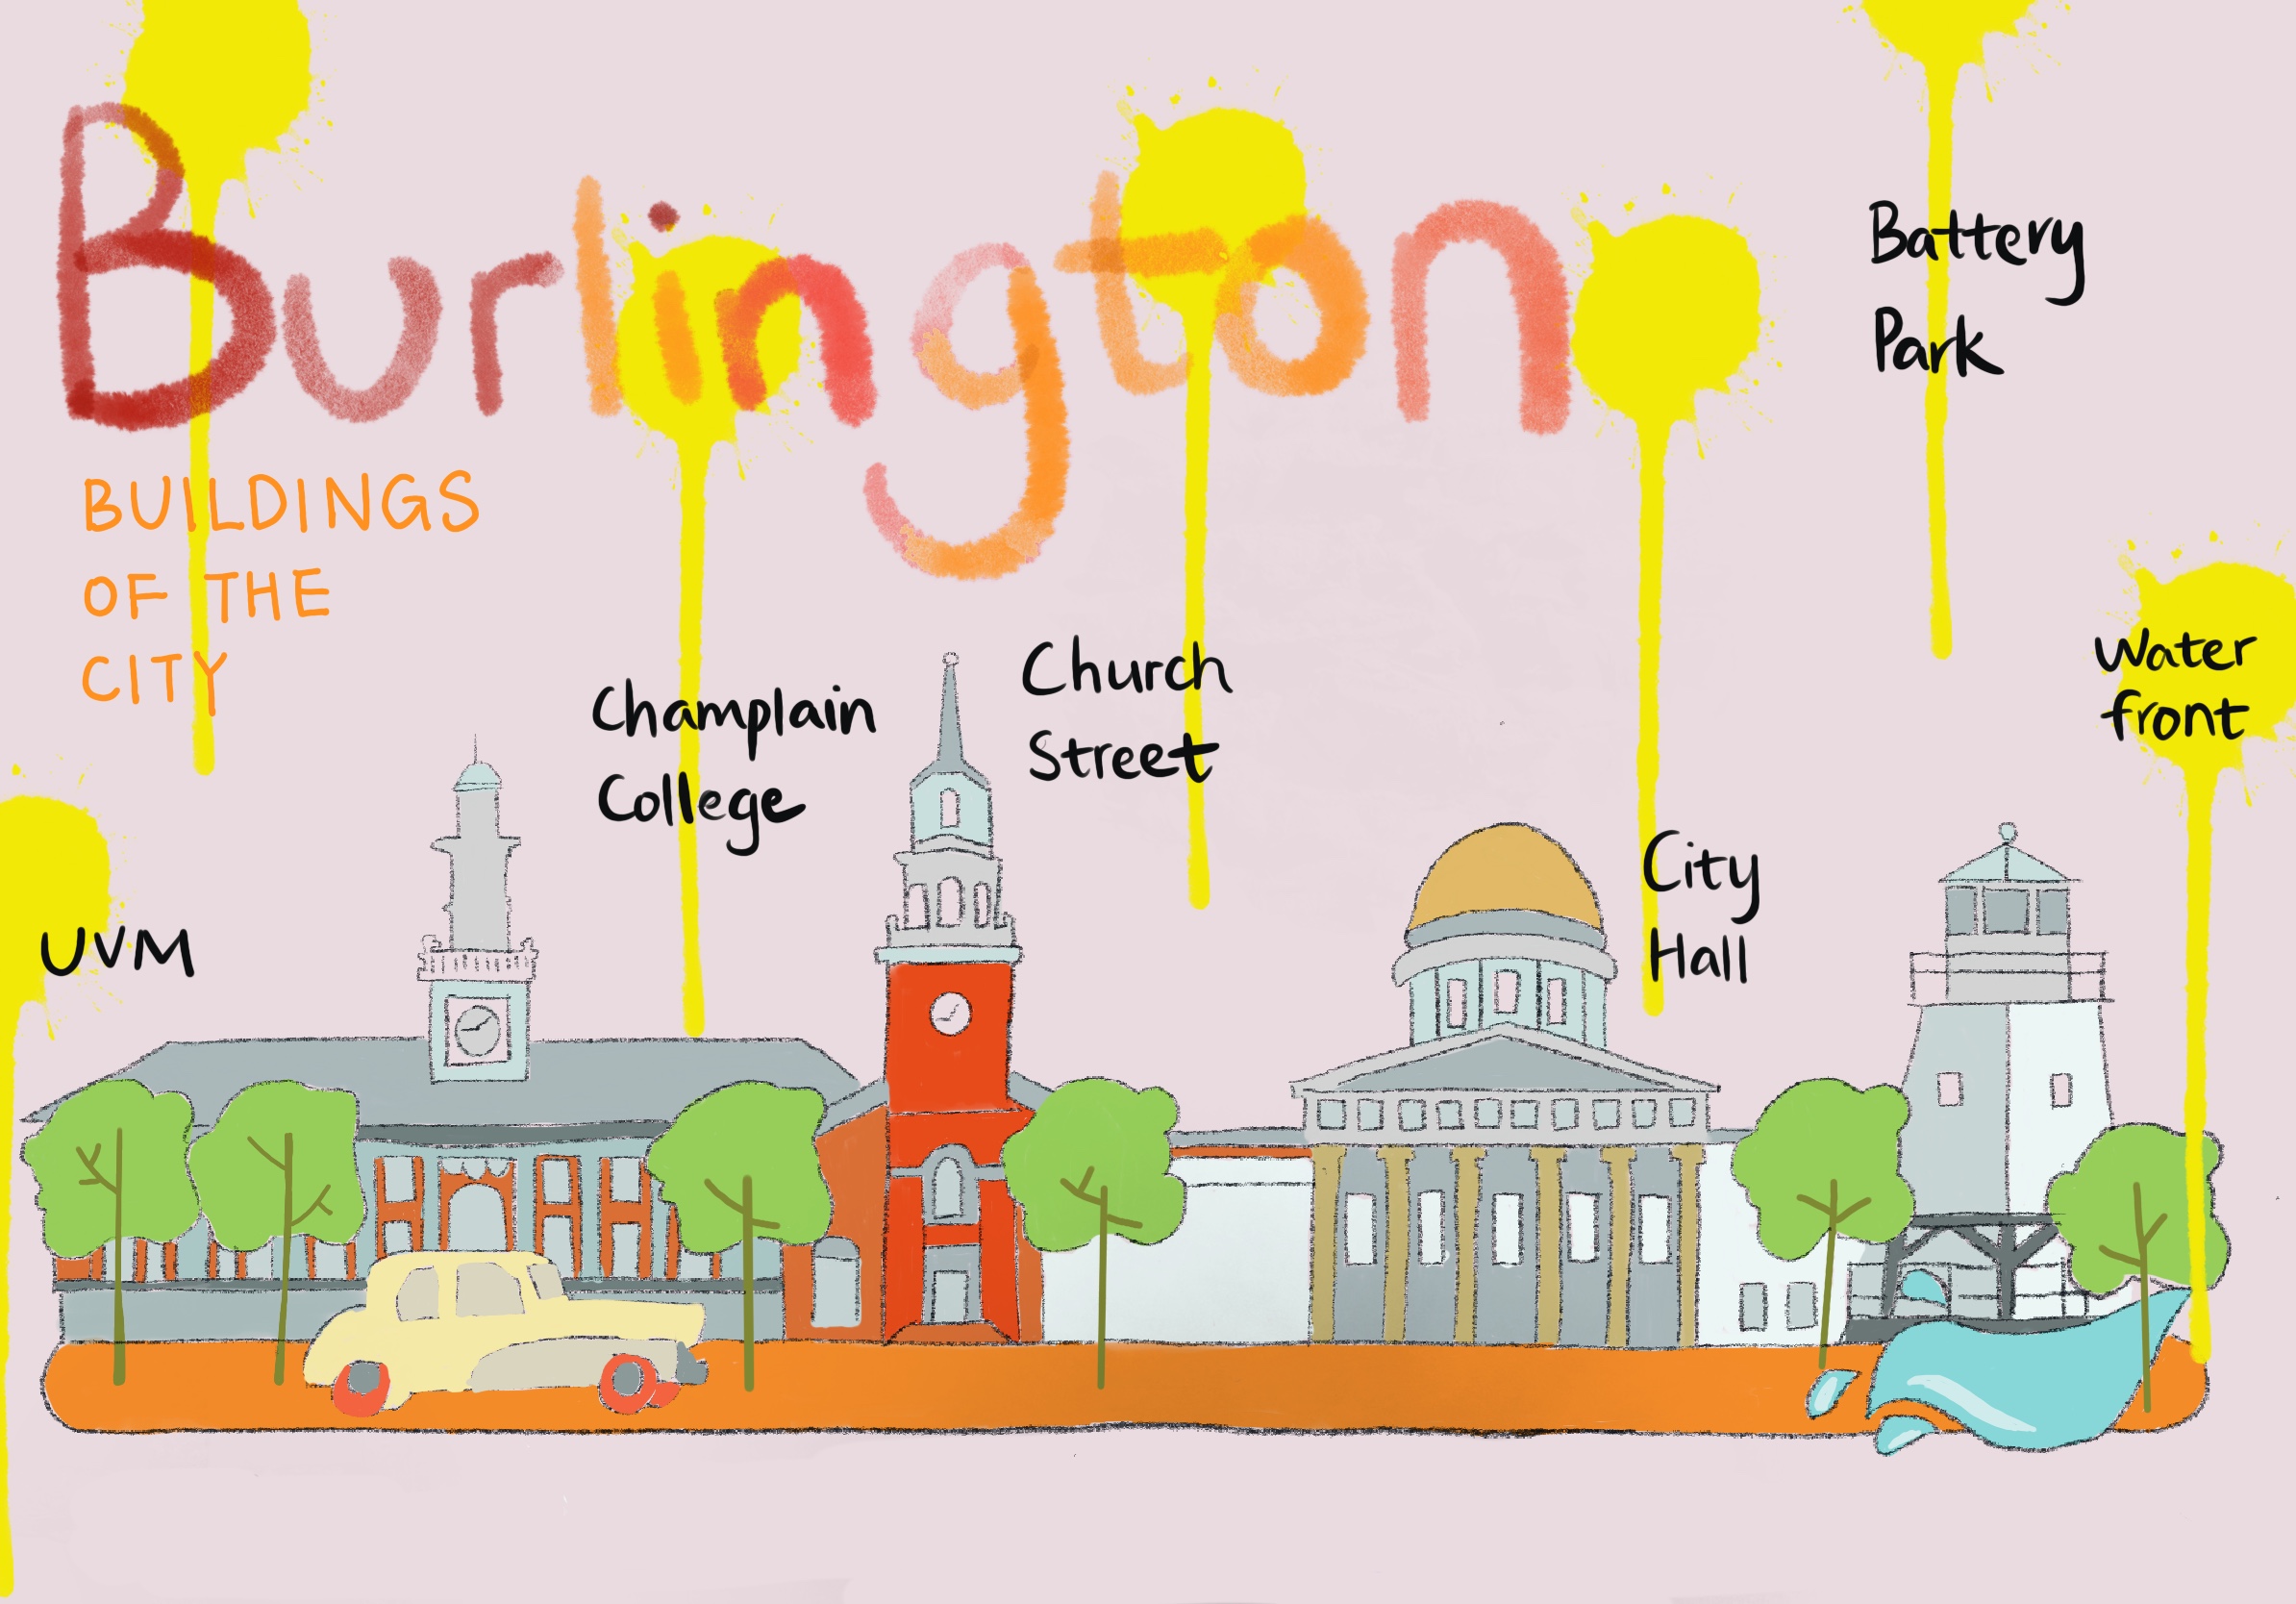 Burlington
BUILDINGS
OF THE
CITY
UVM
Champlain
College
Church
Street
City
Hall
Battery
Park
Water
front